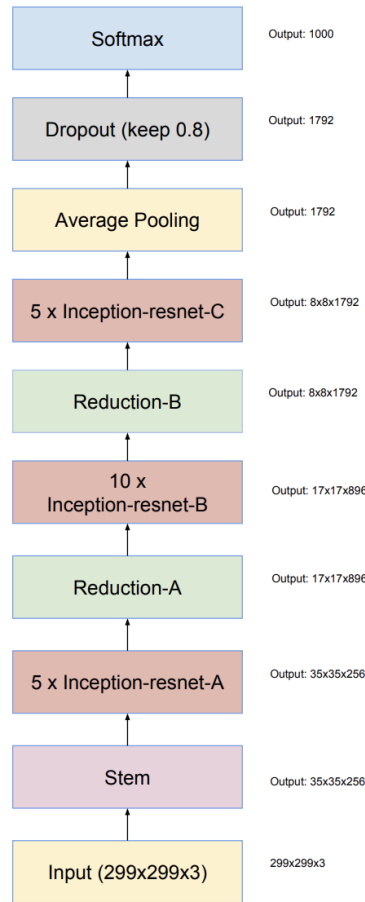 Softmax
Output: 1000
Dropout (keep 0.8)
Output: 1792
Average Pooling
Output: 1792
5 x Inception-resnet-C
Output: 8x8x1792
Reduction-B
Output: 8x8x1792
10 x
Inception-resnet-B
Output: 17x17x896
Reduction-A
Output: 17x17x896
5 x Inception-resnet-A
Output: 35x35x256
Stem
Output: 35x35x256
Input (299x299x3)
299x299x3